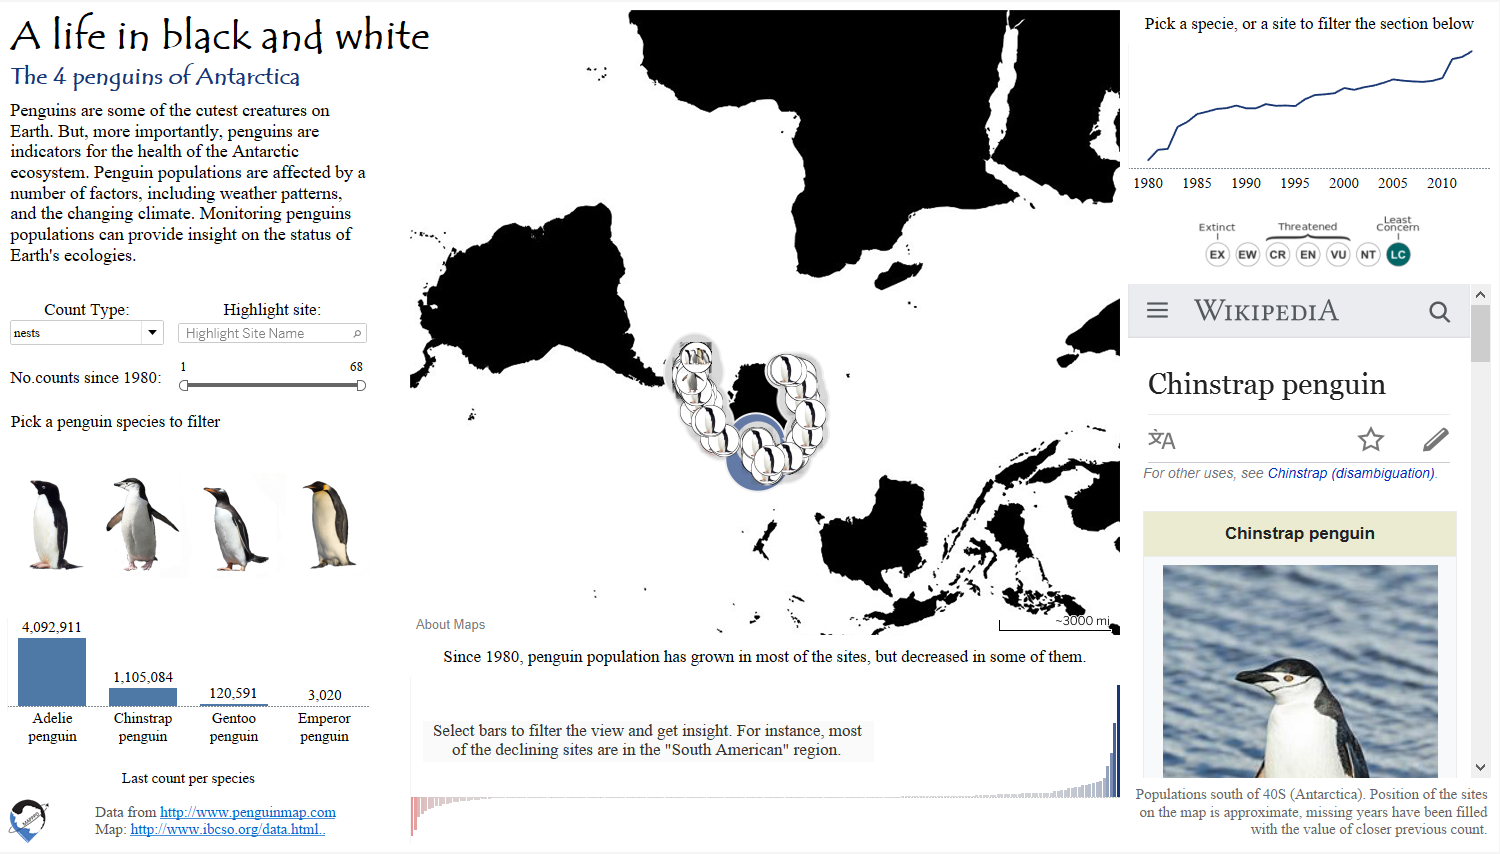 A life in black and white
The 4 penguins of Antarctica
Penguins are some of the cutest creatures on
Earth. But, more importantly, penguins are
indicators for the health of the Antarctic
ecosystem. Penguin populations are affected by a
number of factors, including weather patterns,
and the changing climate. Monitoring penguins
populations can provide insight on the status of
Earth's ecologies.
Count Type:
nests
Highlight site:
Highlight Site Name
No.counts since 1980:
1
68
Pick a penguin species to filter
4,092,911
1,105,084
120,591
3,020
Adelie
penguin
Chinstrap
penguin
Gentoo
penguin
Emperor
penguin
Last count per species
Data from http://www.penguinmap.com
Map: http://www.ibcso.org/data.html..
About Maps
~3000 mi
Since 1980, penguin population has grown in most of the sites, but decreased in some of them.
Select bars to filter the view and get insight. For instance, most
of the declining sites are in the "South American" region.
Pick a specie, or a site to filter the section below
1980 1985 1990 1995 2000 2005 2010
Extinct
Threatened
Least
Concern
EX EW CR EN VU NT LC
WIKIPEDIA
Chinstrap penguin
文A
For other uses, see Chinstrap (disambiguation).
Chinstrap penguin
Populations south of 40S (Antarctica). Position of the sites
on the map is approximate, missing years have been filled
with the value of closer previous count.